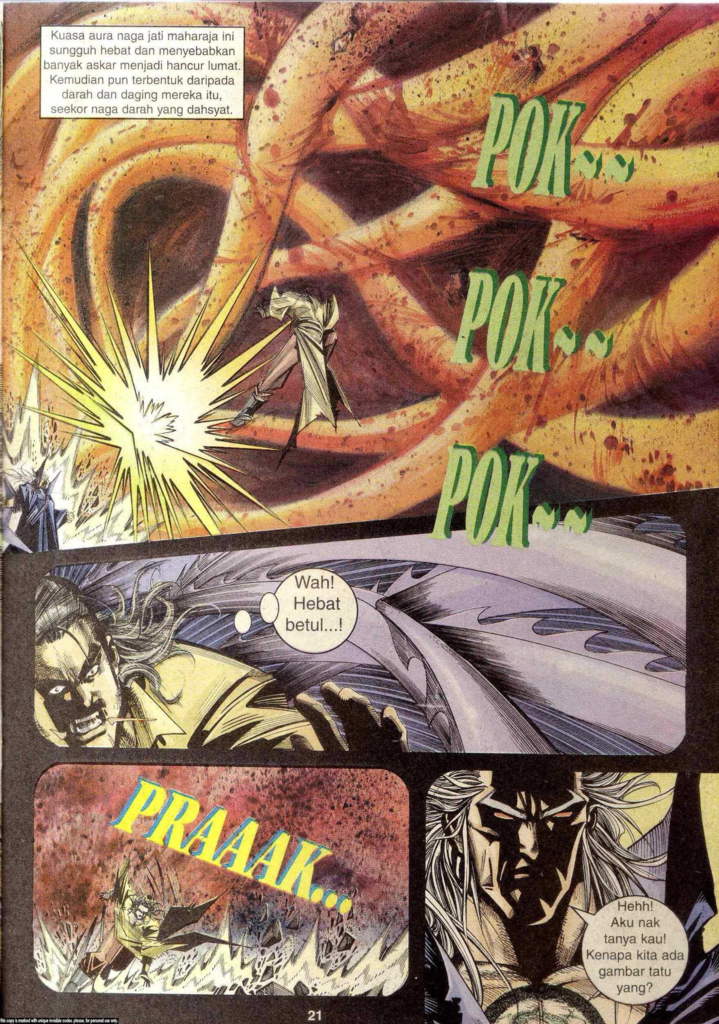 Kuasa aura naga jati maharaja ini
sungguh hebat dan menyebabkan
banyak askar menjadi hancur lumat.
Kemudian pun terbentuk daripada
darah dan daging mereka itu,
seekor naga darah yang dahsyat.
POK~~
POK~~
POK~~
Wah!
Hebat
betul...!
PRAAAK...
Hehh!
Aku nak
tanya kau!
Kenapa kita ada
gambar tatu
yang?
21